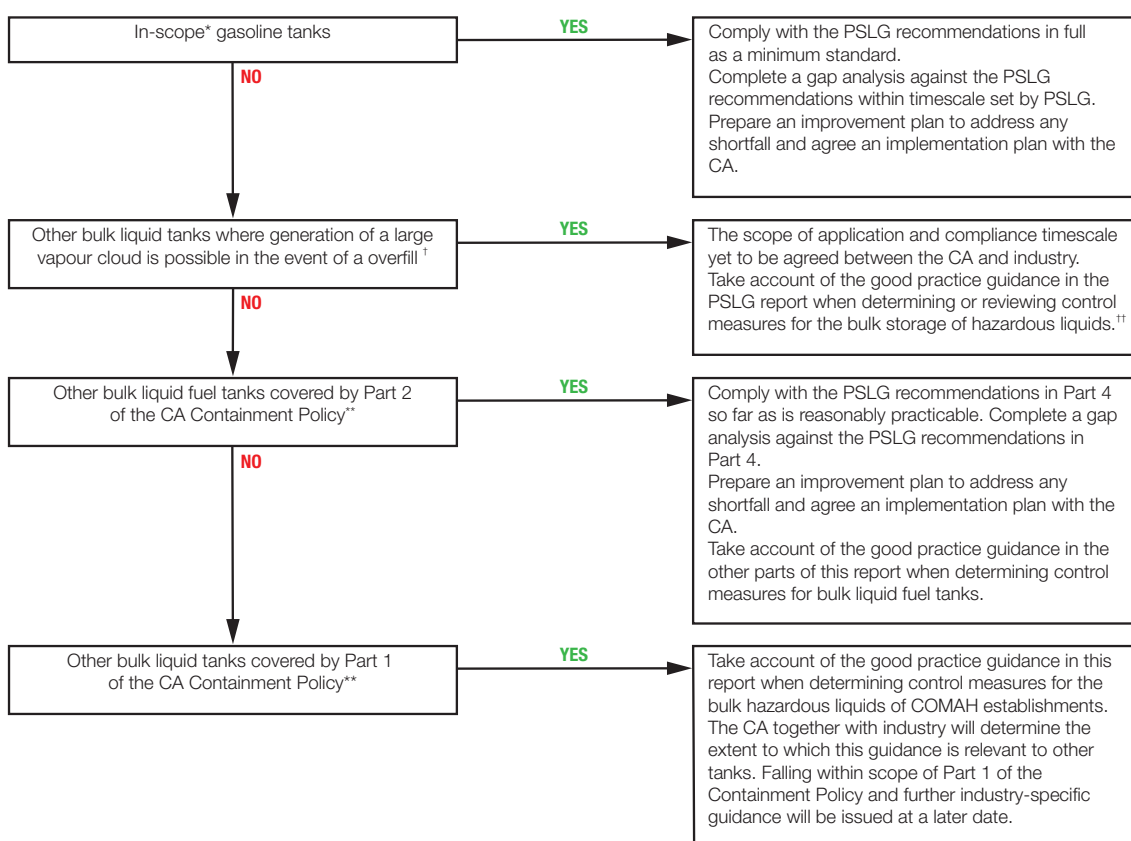 In-scope* gasoline tanks
YES
Comply with the PSLG recommendations in full
as a minimum standard.
Complete a gap analysis against the PSLG
recommendations within timescale set by PSLG.
Prepare an improvement plan to address any
shortfall and agree an implementation plan with the
CA.
NO
Other bulk liquid tanks where generation of a large
vapour cloud is possible in the event of a overfill †
YES
The scope of application and compliance timescale
yet to be agreed between the CA and industry.
Take account of the good practice guidance in the
PSLG report when determining or reviewing control
measures for the bulk storage of hazardous liquids.††
NO
Other bulk liquid fuel tanks covered by Part 2
of the CA Containment Policy**
YES
Comply with the PSLG recommendations in Part 4
so far as is reasonably practicable. Complete a gap
analysis against the PSLG recommendations in
Part 4.
Prepare an improvement plan to address any
shortfall and agree an implementation plan with the
CA.
Take account of the good practice guidance in the
other parts of this report when determining control
measures for bulk liquid fuel tanks.
NO
Other bulk liquid tanks covered by Part 1
of the CA Containment Policy**
YES
Take account of the good practice guidance in this
report when determining control measures for the
bulk hazardous liquids of COMAH establishments.
The CA together with industry will determine the
extent to which this guidance is relevant to other
tanks. Falling within scope of Part 1 of the
Containment Policy and further industry-specific
guidance will be issued at a later date.